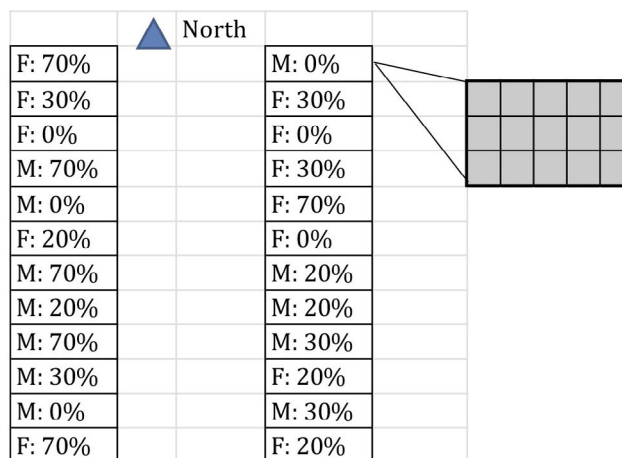 North
F: 70% M: 0%
F: 30% F: 30%
F: 0% F: 0%
M: 70% F: 30%
M: 0% F: 70%
F: 20% F: 0%
M: 70% M: 20%
M: 20% M: 20%
M: 70% M: 30%
M: 30% F: 20%
M: 0% M: 30%
F: 70% F: 20%